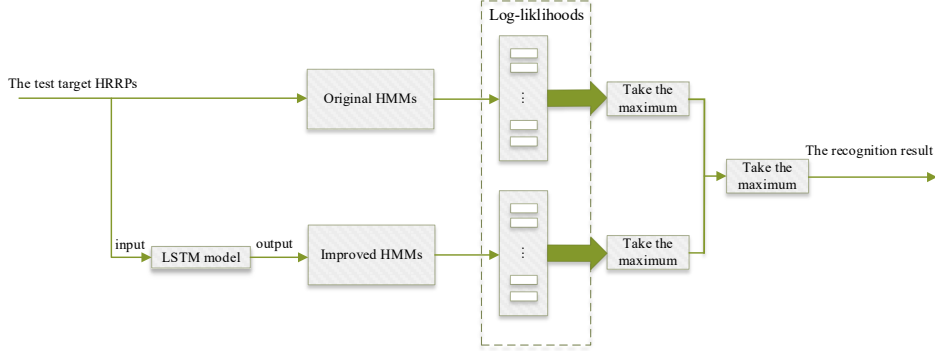 Log-liklihoods
The test target HRRPs
Original HMMs
⋮
Take the
maximum
The recognition result
Take the
maximum
input
LSTM model
output
Improved HMMs
⋮
Take the
maximum